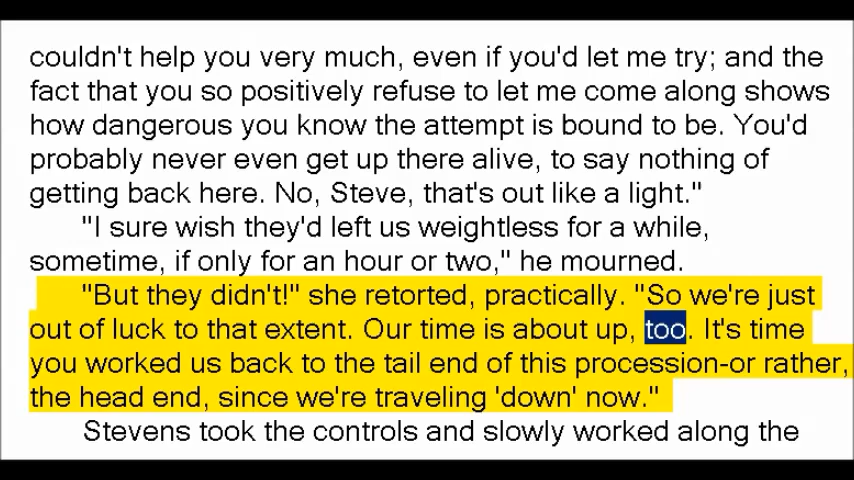 couldn't help you very much, even if you'd let me try; and the
fact that you so positively refuse to let me come along shows
how dangerous you know the attempt is bound to be. You'd
probably never even get up there alive, to say nothing of
getting back here. No, Steve, that's out like a light."
"I sure wish they'd left us weightless for a while,
sometime, if only for an hour or two," he mourned.
"But they didn't!" she retorted, practically. "So we're just
out of luck to that extent. Our time is about up, too. It's time
you worked us back to the tail end of this procession-or rather,
the head end, since we're traveling 'down' now."
Stevens took the controls and slowly worked along the